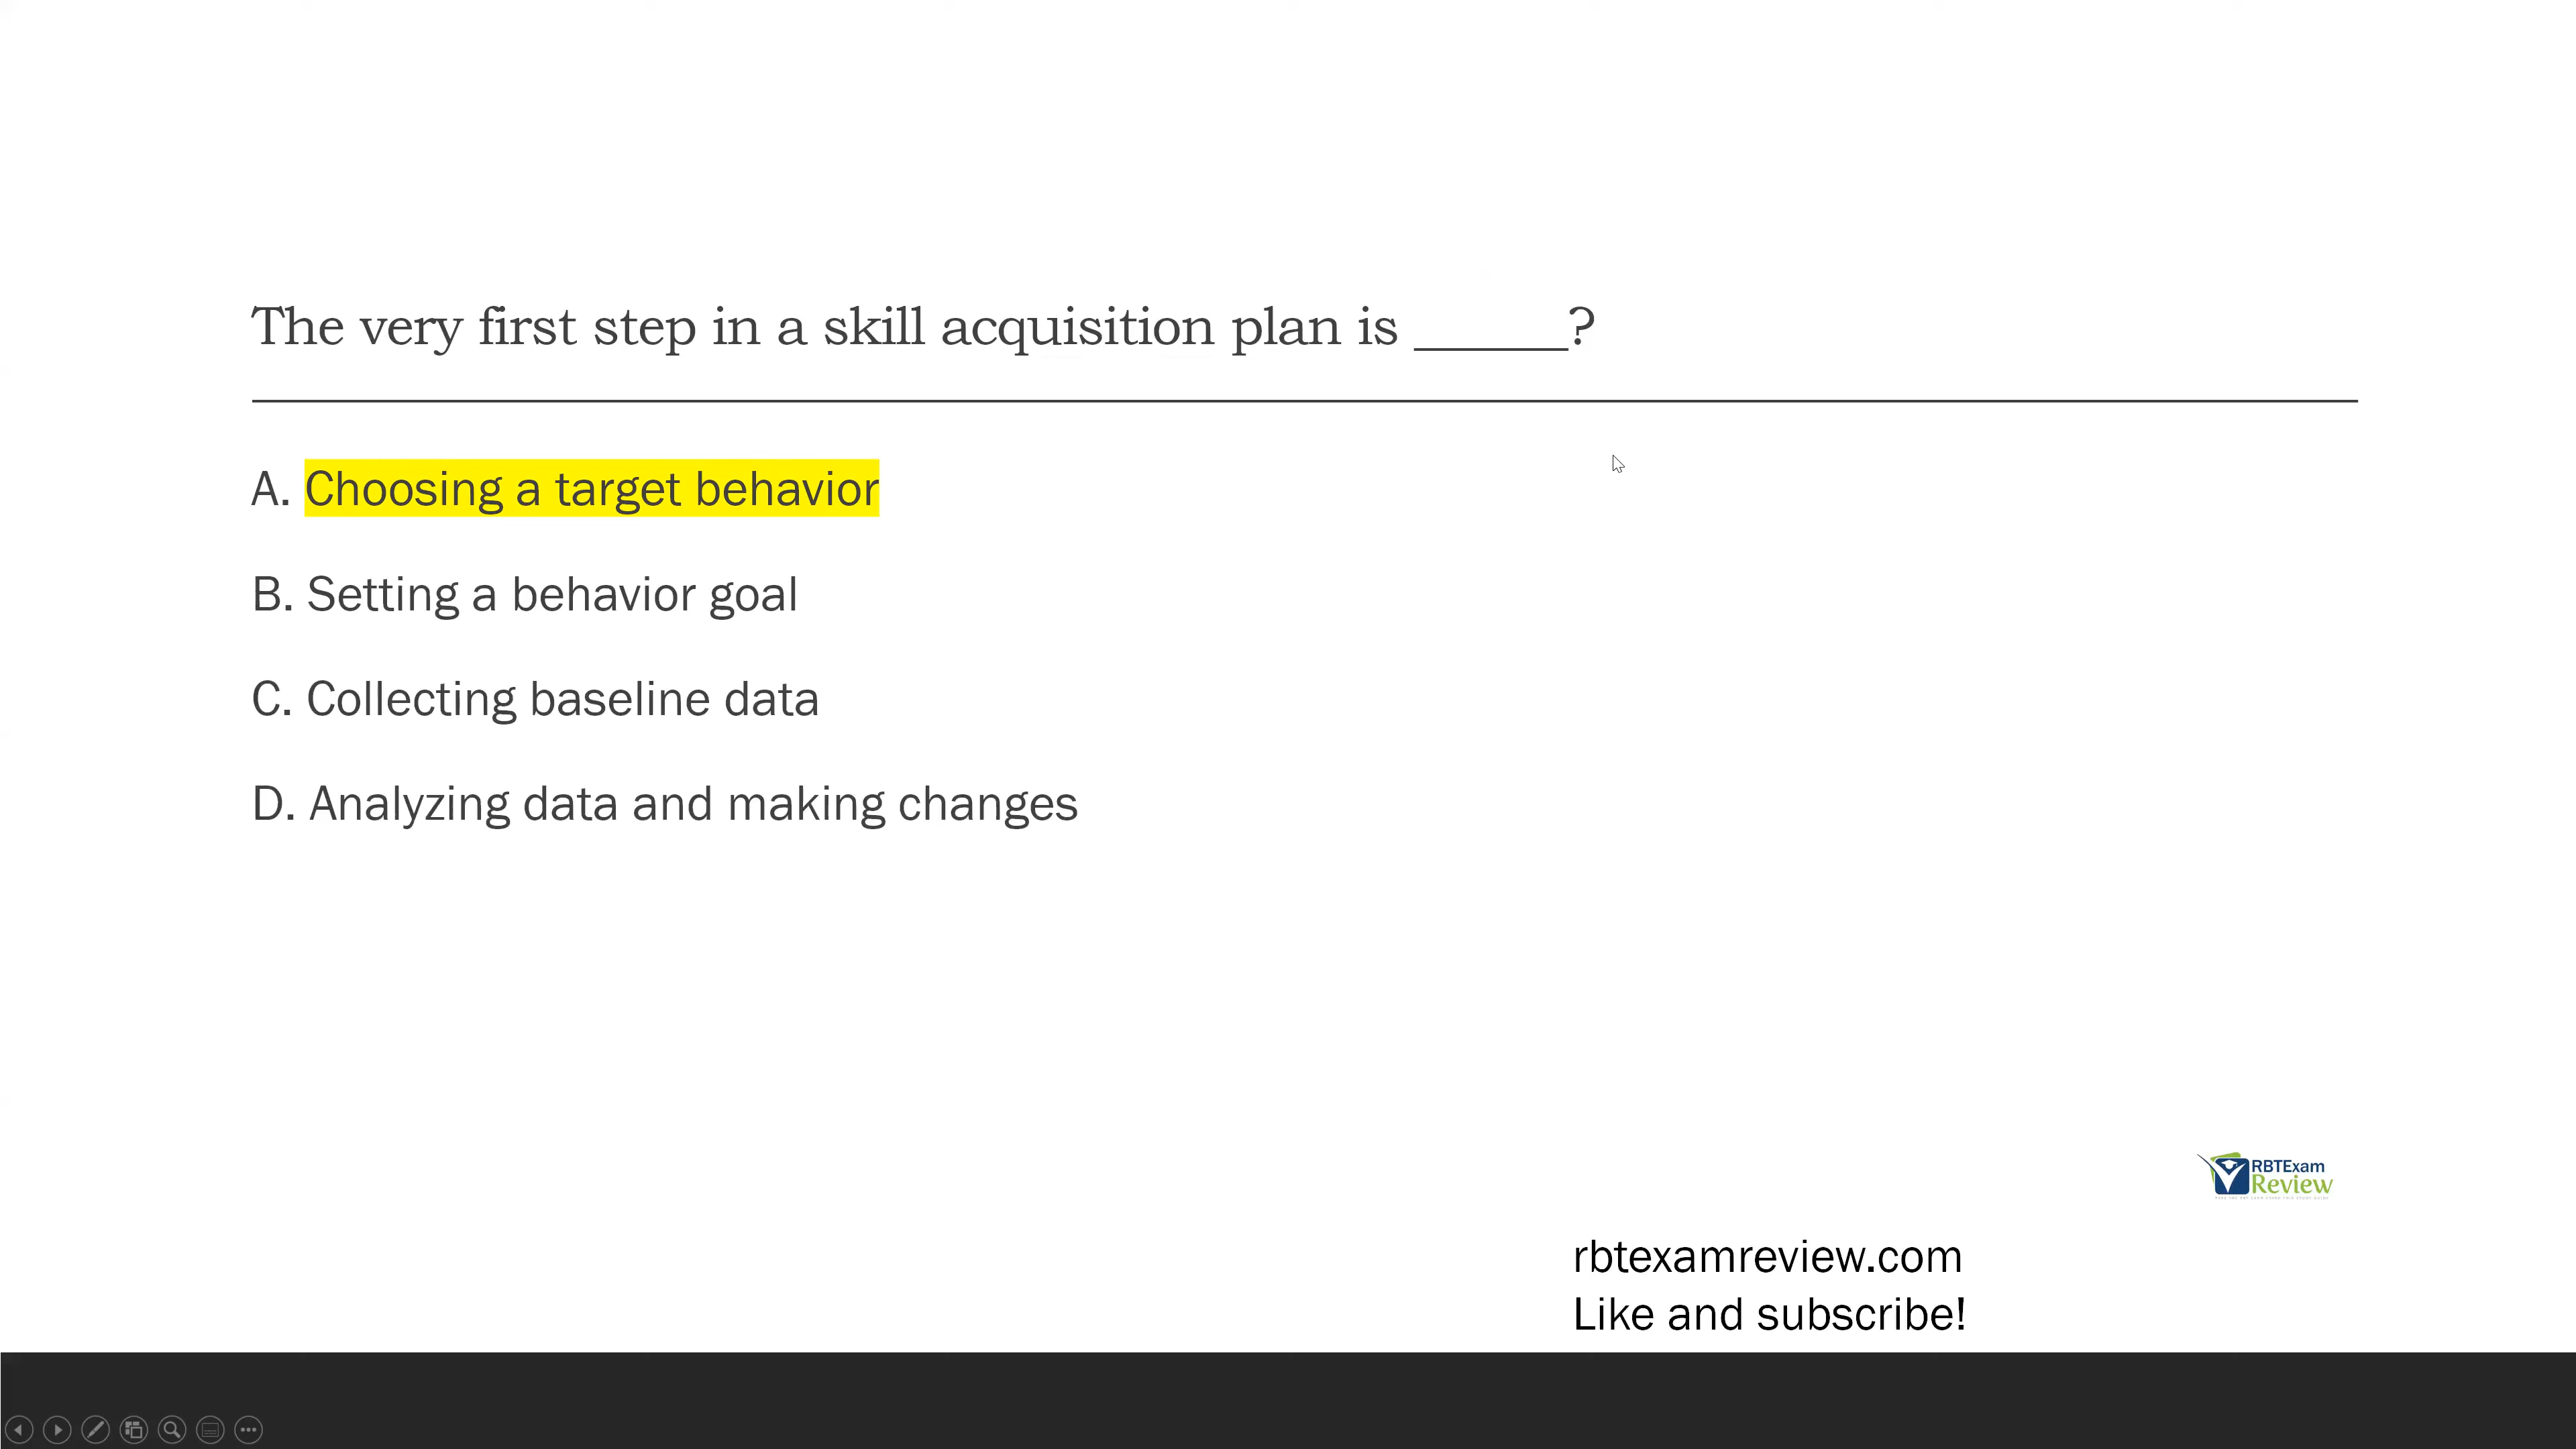 The very first step in a skill acquisition plan is ______?
A. Choosing a target behavior
B. Setting a behavior goal
C. Collecting baseline data
D. Analyzing data and making changes
RBTExam
Review
rbtexamreview.com
Like and subscribe!